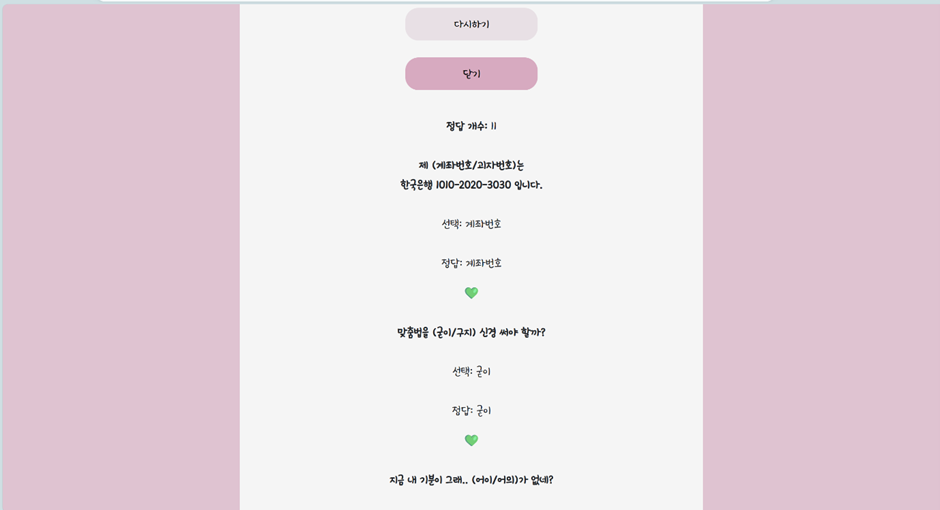 다시하기
닫기
정답 개수: 11
제 (계좌번호/괴자번호)는
한국은행 1010-2020-3030 입니다.
선택: 계좌번호
정답: 계좌번호
맞춤법을 (굳이/구지) 신경 써야 할까?
선택: 굳이
정답: 굳이
지금 내 기분이 그래.. (어이/어의)가 없네?